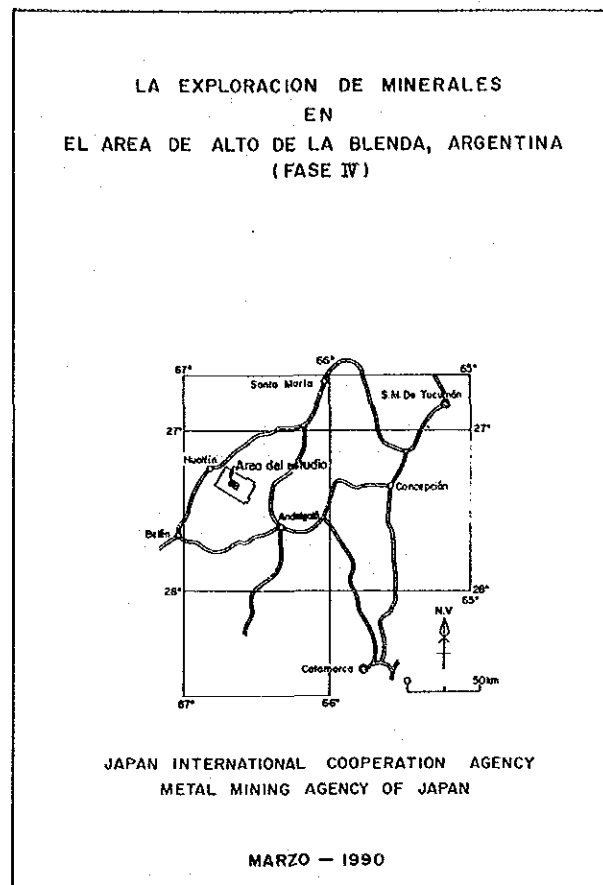 LA EXPLORACION DE MINERALES
EN
EL AREA DE ALTO DE LA BLENDA, ARGENTINA
(FASE IV)
67°
66°
65°
Santa María
S.M. De Tucumán
27°
27°
Hualfín
Area del estudio
Concepción
Andalgalá
Belén
28°
28°
65°
N.V
Catamarca
0
50km
67°
66°
JAPAN INTERNATIONAL COOPERATION AGENCY
METAL MINING AGENCY OF JAPAN
MARZO — 1990